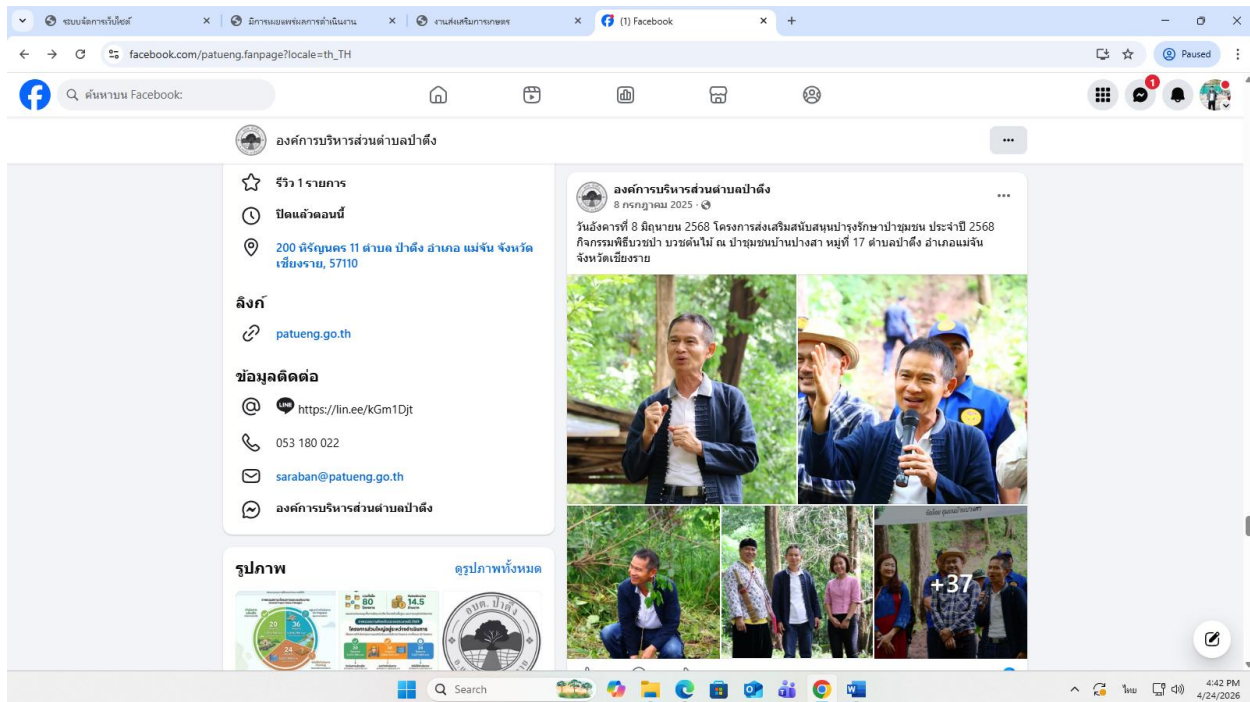 ระบบจัดการเว็บไซต์
มีการเผยแพร่ผลการดำเนินงาน
งานส่งเสริมการเกษตร
(1) Facebook
facebook.com/patueng.fanpage?locale=th_TH
Paused
ค้นหาบน Facebook:
1
องค์การบริหารส่วนตำบลป่าตึง
รีวิว 1 รายการ
ปิดแล้วตอนนี้
200 หิรัญนคร 11 ตำบล ป่าตึง อำเภอ แม่จัน จังหวัด
เชียงราย, 57110
ลิงก์
patueng.go.th
ข้อมูลติดต่อ
LINE https://lin.ee/kGm1Djt
053 180 022
saraban@patueng.go.th
องค์การบริหารส่วนตำบลป่าตึง
รูปภาพ
ดูรูปภาพทั้งหมด
80
14.5
20
36
24
อบต. ป่าตึง
องค์การบริหารส่วนตำบลป่าตึง
8 กรกฎาคม 2025
วันอังคารที่ 8 มิถุนายน 2568 โครงการส่งเสริมสนับสนุนบำรุงรักษาป่าชุมชน ประจำปี 2568
กิจกรรมพิธีบวชป่า บวชต้นไม้ ณ ป่าชุมชนบ้านปางสา หมู่ที่ 17 ตำบลป่าตึง อำเภอแม่จัน
จังหวัดเชียงราย
+37
Search
ไทย
4:42 PM
4/24/2026